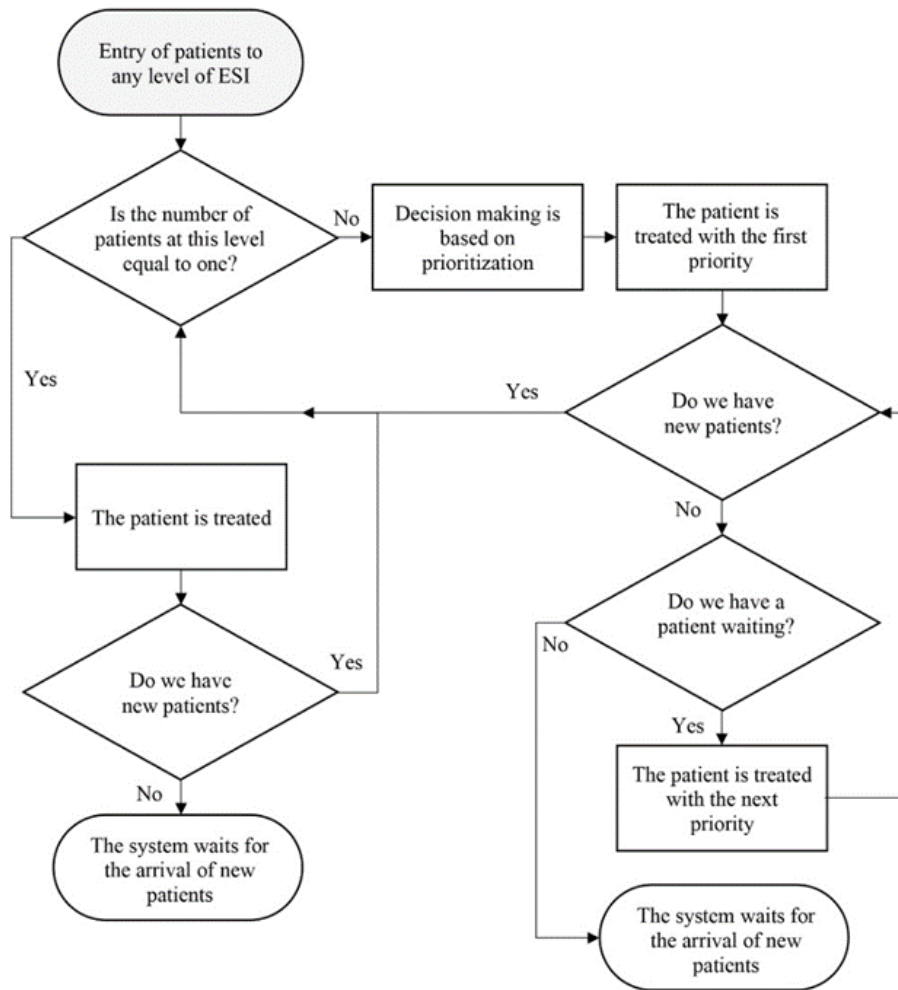 Entry of patients to
any level of ESI
Is the number of
patients at this level
equal to one?
No
Decision making is
based on
prioritization
The patient is
treated with the first
priority
Yes
Yes
Do we have
new patients?
No
The patient is treated
Do we have
new patients?
Yes
No
Do we have a
patient waiting?
No
Yes
The patient is treated
with the next
priority
The system waits for
the arrival of new
patients
The system waits for
the arrival of new
patients